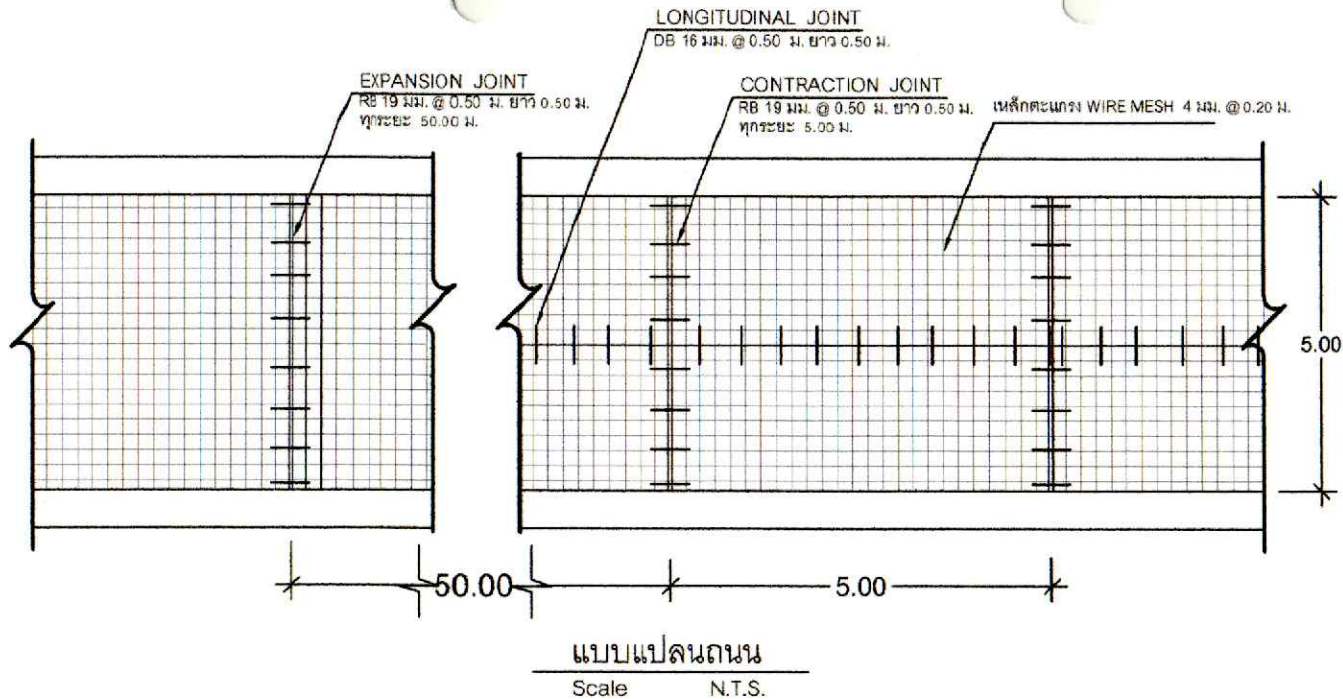 LONGITUDINAL JOINT
DB 16 มม. @ 0.50 ม. ยาว 0.50 ม.
EXPANSION JOINT
RB 19 มม. @ 0.50 ม. ยาว 0.50 ม.
ทุกระยะ 50.00 ม.
CONTRACTION JOINT
RB 19 มม. @ 0.50 ม. ยาว 0.50 ม.
ทุกระยะ 5.00 ม.
เหล็กตะแกรง WIRE MESH 4 มม. @ 0.20 ม.
5.00
50.00
5.00
แบบแปลนถนน
Scale N.T.S.